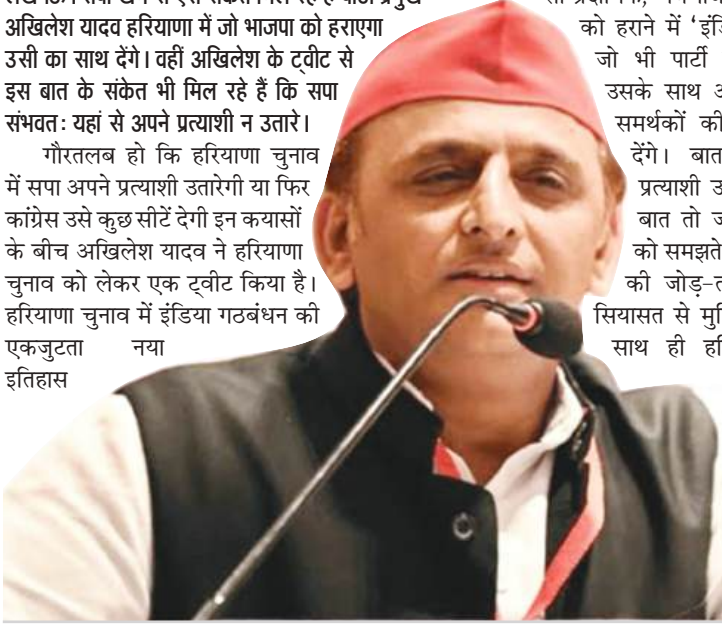 अखिलेश यादव हरियाणा में जो भाजपा को हराएगा
उसी का साथ देंगे। वहीं अखिलेश के ट्वीट से
इस बात के संकेत भी मिल रहे हैं कि सपा
संभवतः यहां से अपने प्रत्याशी न उतारे।
गौरतलब हो कि हरियाणा चुनाव
में सपा अपने प्रत्याशी उतारेगी या फिर
कांग्रेस उसे कुछ सीटें देगी इन कयासों
के बीच अखिलेश यादव ने हरियाणा
चुनाव को लेकर एक ट्वीट किया है।
हरियाणा चुनाव में इंडिया गठबंधन की
एकजुटता नया
इतिहास
को हराने में ‘इंडि
जो भी पार्टी
उसके साथ अ
समर्थकों की
देंगे। बात
प्रत्याशी उ
बात तो ज
को समझते
की जोड़-त
सियासत से मु
साथ ही हरि